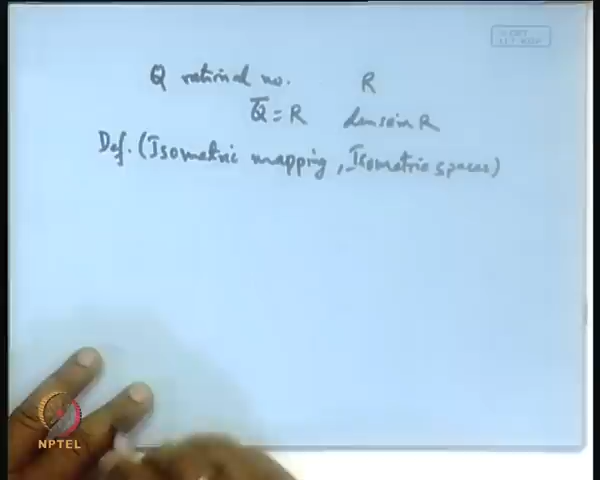 Q rational no. R
Q̄ = R dense in R
Def. (Isometric mapping, Isometric spaces)
NPTEL